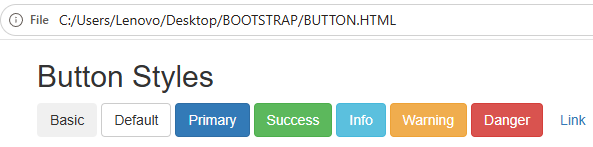 File C:/Users/Lenovo/Desktop/BOOTSTRAP/BUTTON.HTML
Button Styles
Basic Default Primary Success Info Warning Danger Link